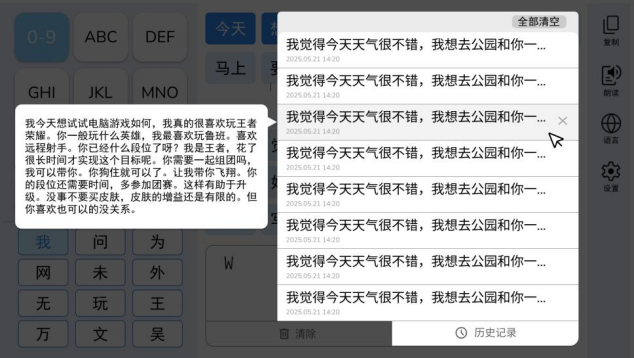 全部清空
0-9
ABC
DEF
今天
马上
GHI
JKL
MNO
我觉得今天天气很不错，我想去公园和你一...
2025.05.21 14:20
我觉得今天天气很不错，我想去公园和你一...
2025.05.21 14:20
我觉得今天天气很不错，我想去公园和你一...
2025.05.21 14:20
我觉得今天天气很不错，我想去公园和你一...
2025.05.21 14:20
我觉得今天天气很不错，我想去公园和你一...
2025.05.21 14:20
我觉得今天天气很不错，我想去公园和你一...
2025.05.21 14:20
我觉得今天天气很不错，我想去公园和你一...
2025.05.21 14:20
我觉得今天天气很不错，我想去公园和你一...
2025.05.21 14:20
我今天想试试电脑游戏如何，我真的很喜欢玩王者
荣耀。你一般玩什么英雄，我最喜欢玩鲁班。喜欢
远程射手。你已经什么段位了呀？我是王者，花了
很长时间才实现这个目标呢。你需要一起组团吗，
我可以带你。你狗住就可以了。让我带你飞翔。你
的段位还需要时间，多参加团赛。这样有助于升
级。没事不要买皮肤，皮肤的增益还是有限的。但
你喜欢也可以的没关系。
我
问
为
网
未
外
无
玩
王
万
文
吴
W
清除
历史记录
复制
朗读
语言
设置